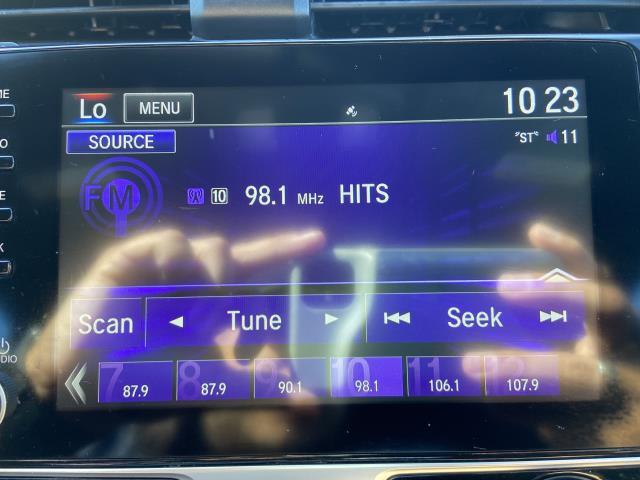 Lo MENU 10 23
SOURCE "ST" 11
FM 10 98.1 MHz HITS
Scan Tune Seek
7 8 9 10 11 12
87.9 87.9 90.1 98.1 106.1 107.9